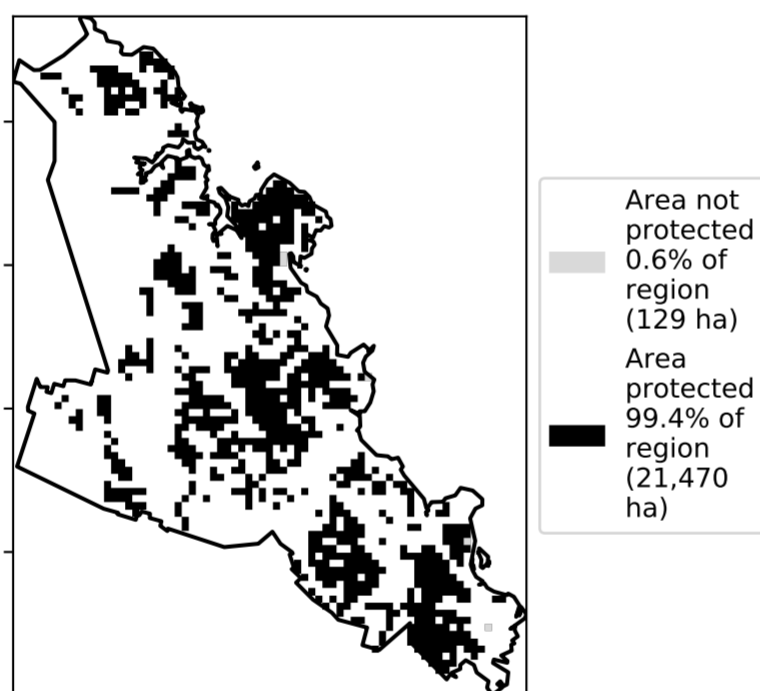 Area not
protected
0.6% of
region
(129 ha)
Area
protected
99.4% of
region
(21,470
ha)